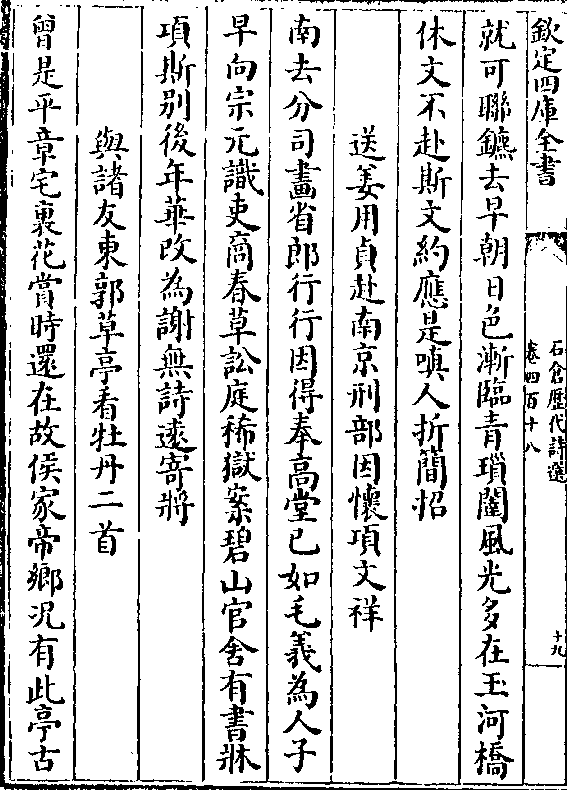 欽定四庫全書
石倉歷代詩選
卷四百十八
十九
就可聯鑣去早朝日色漸臨青瑣闥風光多在玉河橋
休文不赴斯文約應是嗔人折簡招
送姜用貞赴南京刑部因懷項文祥
南去分司畫省郎行行因得奉髙堂已如毛義為人子
早向宗元識吏商春草訟庭稀獄案碧山官舍有書牀
項斯别後年華改為謝無詩逺寄將
與諸友東郭草亭看牡丹二首
曾是平章宅裏花賞時還在故侯家帝鄉况有此亭古